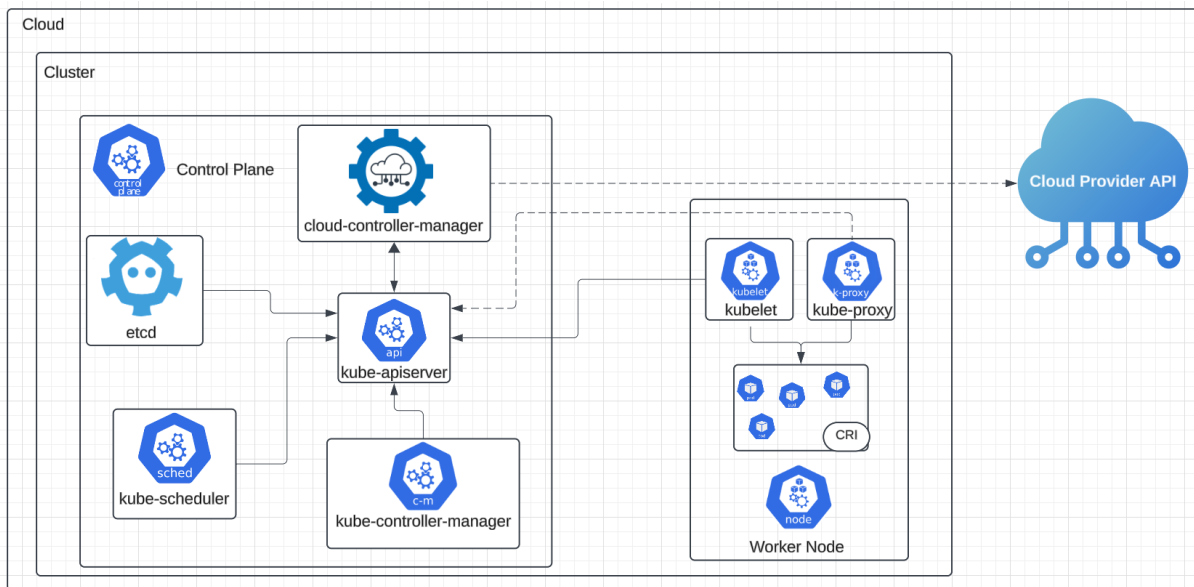 Cloud
Cluster
control
plane
Control Plane
cloud-controller-manager
Cloud Provider API
etcd
api
kube-apiserver
kubelet
kubelet
k-proxy
kube-proxy
CRI
sched
kube-scheduler
c-m
kube-controller-manager
node
Worker Node